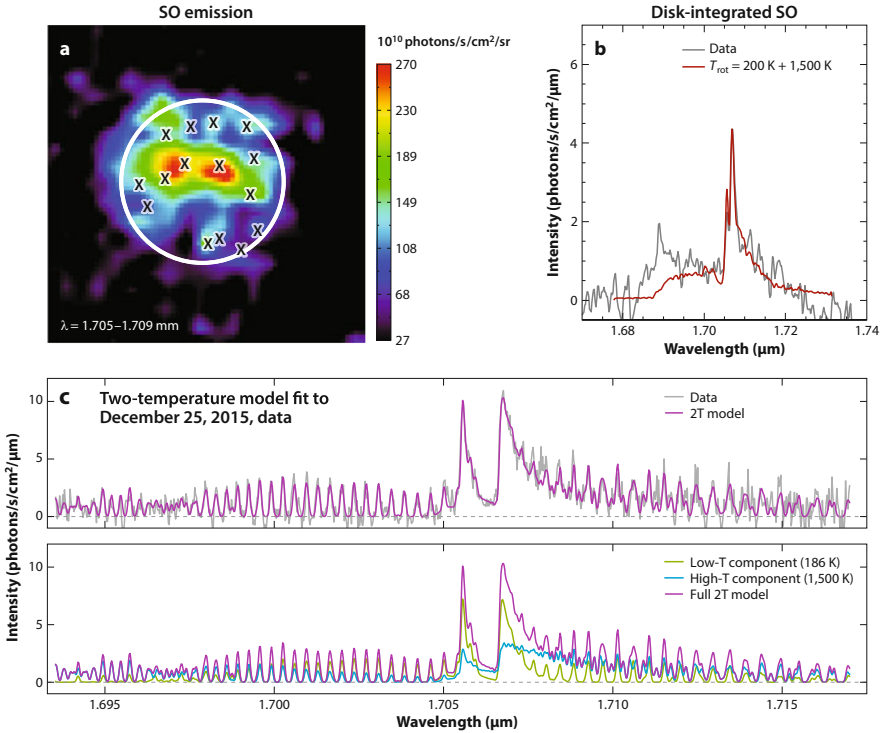 SO emission
a
10¹⁰ photons/s/cm²/sr
270
230
189
149
108
68
27
X X X
X X
X X X
X X X
X X
X X X
λ = 1.705–1.709 mm
Disk-integrated SO
b
Data
Trot = 200 K + 1,500 K
Intensity (photons/s/cm²/μm)
6
4
2
0
1.68 1.70 1.72 1.74
Wavelength (μm)
c Two-temperature model fit to
December 25, 2015, data
Data
2T model
10
5
0
Intensity (photons/s/cm²/μm)
Low-T component (186 K)
High-T component (1,500 K)
Full 2T model
10
5
0
1.695 1.700 1.705 1.710 1.715
Wavelength (μm)